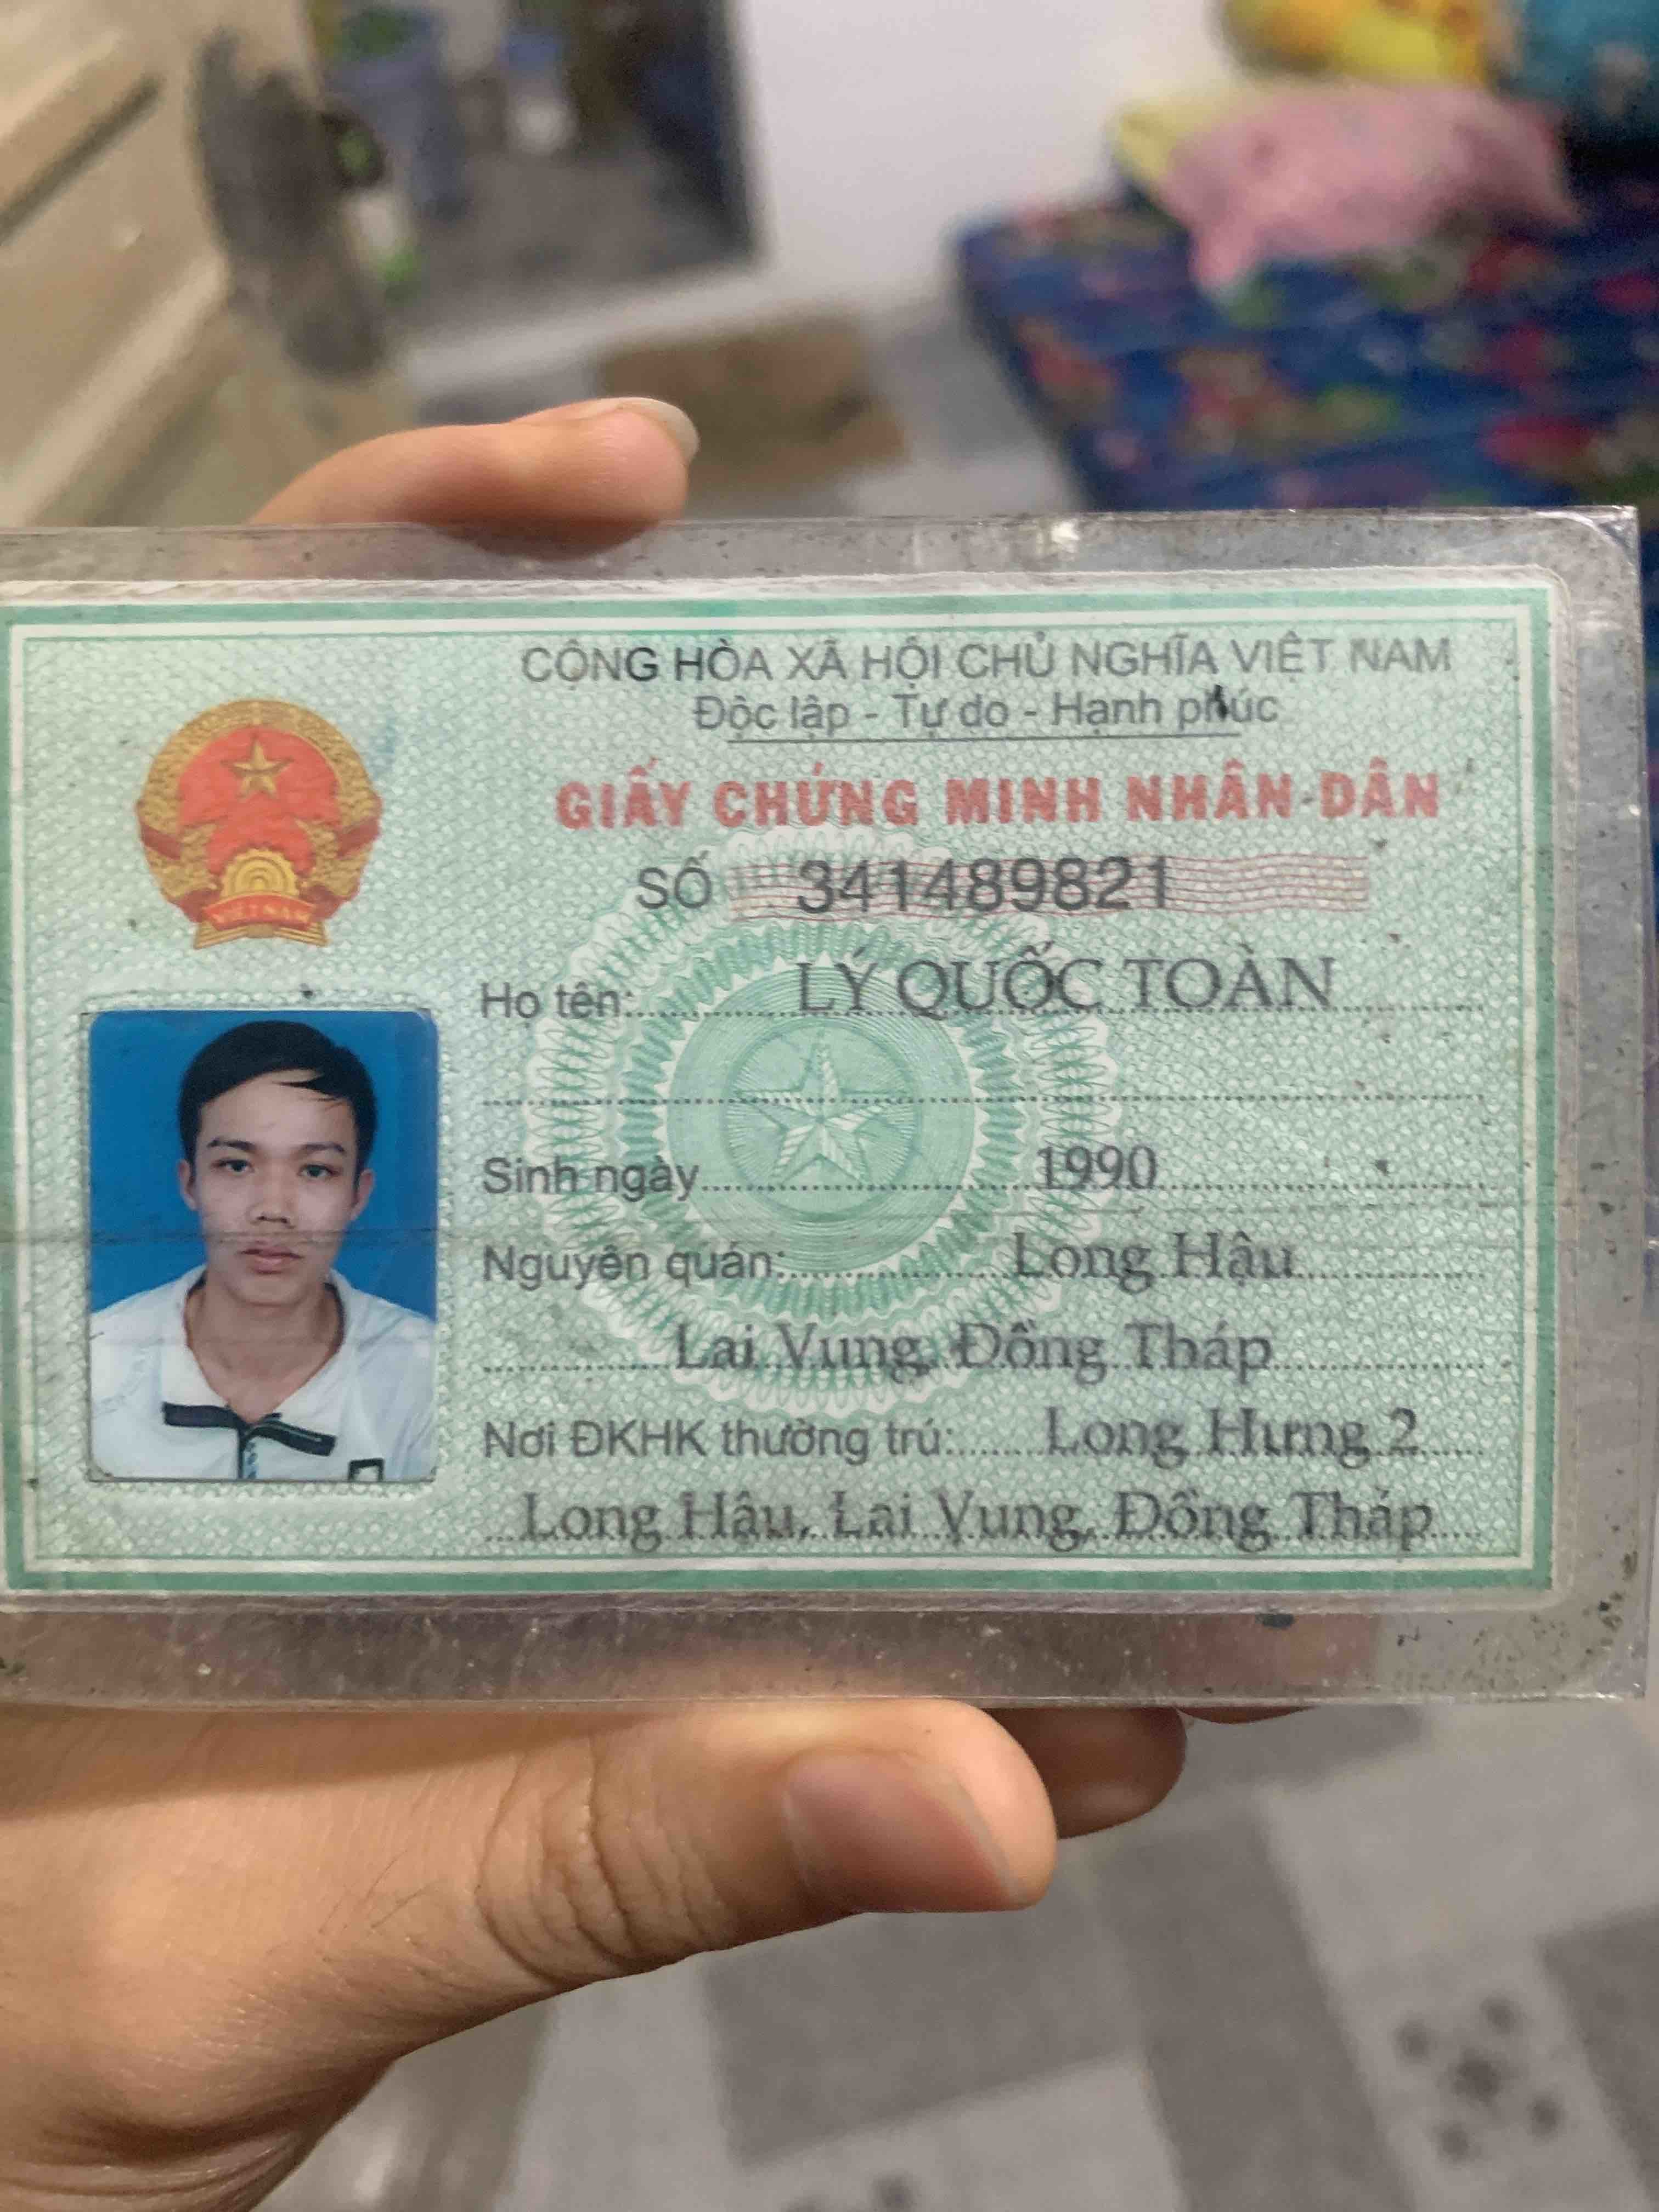 CỘNG HÒA XÃ HỘI CHỦ NGHĨA VIỆT NAM
Độc lập - Tự do - Hạnh phúc
GIẤY CHỨNG MINH NHÂN DÂN
SỐ 341489821
Họ tên: LÝ QUỐC TOÀN
Sinh ngày 1990
Nguyên quán: Long Hậu
Lai Vung, Đồng Tháp
Nơi ĐKHK thường trú: Long Hưng 2
Long Hậu, Lai Vung, Đồng Tháp
VIỆT NAM